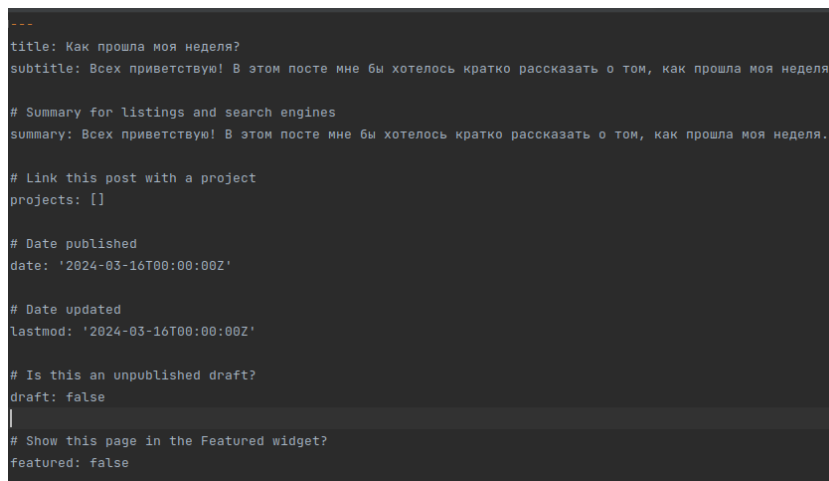 ---
title: Как прошла моя неделя?
subtitle: Всех приветствую! В этом посте мне бы хотелось кратко рассказать о том, как прошла моя неделя
# Summary for listings and search engines
summary: Всех приветствую! В этом посте мне бы хотелось кратко рассказать о том, как прошла моя неделя.
# Link this post with a project
projects: []
# Date published
date: '2024-03-16T00:00:00Z'
# Date updated
lastmod: '2024-03-16T00:00:00Z'
# Is this an unpublished draft?
draft: false
# Show this page in the Featured widget?
featured: false